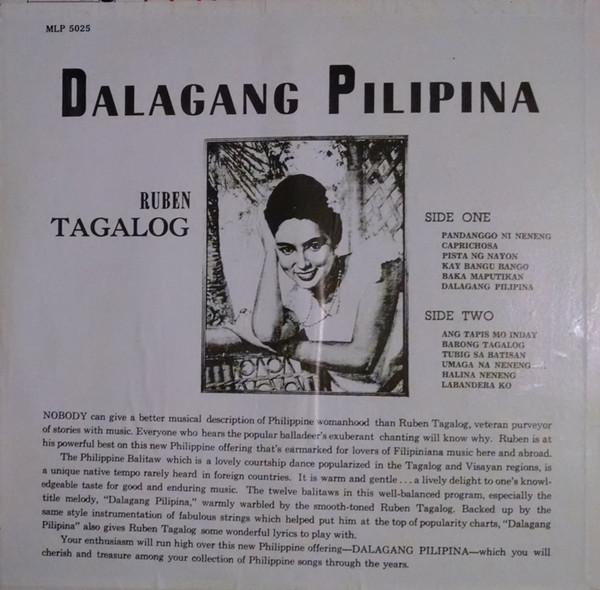 MLP 5025
DALAGANG PILIPINA
RUBEN
TAGALOG
SIDE ONE
PANDANGGO NI NENENG
CAPRICHOSA
PISTA NG NAYON
KAY BANGU BANGO
BAKA MAPUTIKAN
DALAGANG PILIPINA
SIDE TWO
ANG TAPIS MO INDAY
BARONG TAGALOG
TUBIG SA BATISAN
UMAGA NA NENENG
HALINA NENENG
LABANDERA KO
NOBODY can give a better musical description of Philippine womanhood than Ruben Tagalog, veteran purveyor
of stories with music. Everyone who hears the popular balladeer's exuberant chanting will know why. Ruben is at
his powerful best on this new Philippine offering that's earmarked for lovers of Filipiniana music here and abroad.
The Philippine Balitaw which is a lovely courtship dance popularized in the Tagalog and Visayan regions, is
a unique native tempo rarely heard in foreign countries. It is warm and gentle . . . a lively delight to one's knowl-
edgeable taste for good and enduring music. The twelve balitaws in this well-balanced program, especially the
title melody, "Dalagang Pilipina," warmly warbled by the smooth-toned Ruben Tagalog. Backed up by the
same style instrumentation of fabulous strings which helped put him at the top of popularity charts, "Dalagang
Pilipina" also gives Ruben Tagalog some wonderful lyrics to play with.
Your enthusiasm will run high over this new Philippine offering—DALAGANG PILIPINA—which you will
cherish and treasure among your collection of Philippine songs through the years.